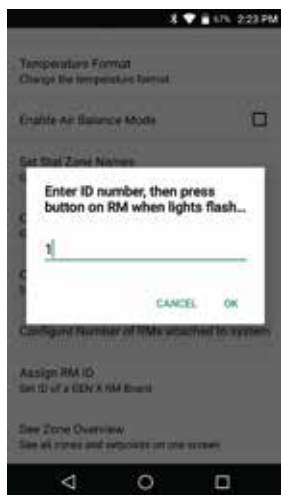 67% 2:23 PM
Temperature Format
Change the temperature format
Enable Air Balance Mode
Set Stat Zone Names
Enter ID number, then press
button on RM when lights flash...
1
CANCEL OK
Configure Number of RMs attached to system
Assign RM ID
Set ID of a GEN X RM Board
See Zone Overview
See all zones and setpoints on one screen